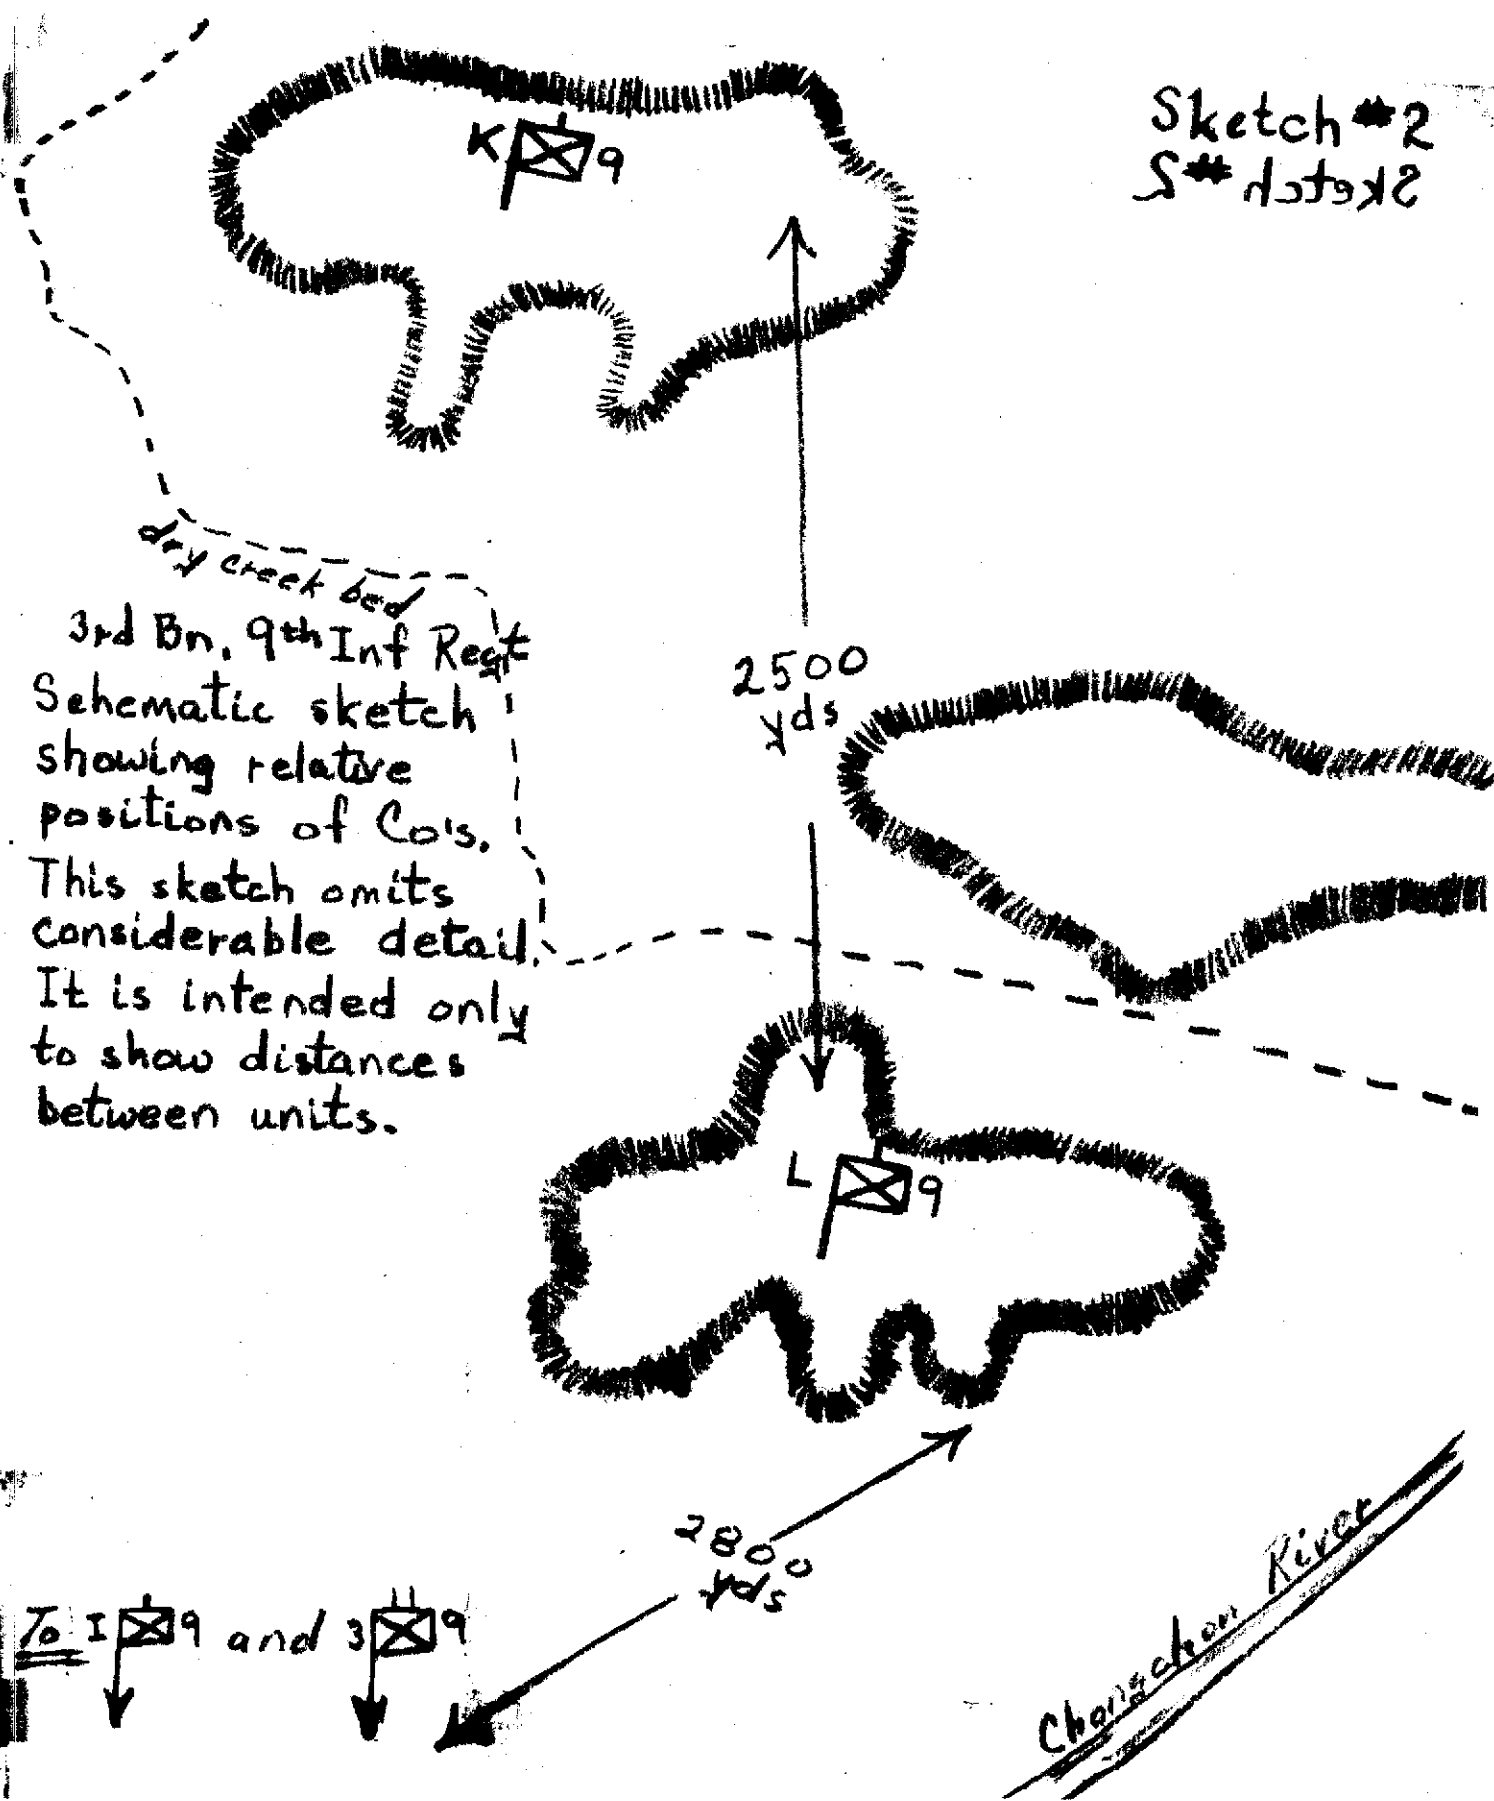 Sketch #2
Sketch #2
K 9
dry creek bed
2500
yds
3rd Bn, 9th Inf Regt
Sehematic sketch
showing relative
positions of Co's.
This sketch omits
considerable detail.
It is intended only
to show distances
between units.
L 9
2800
yds
To I 9 and 3 9
Chongchon River